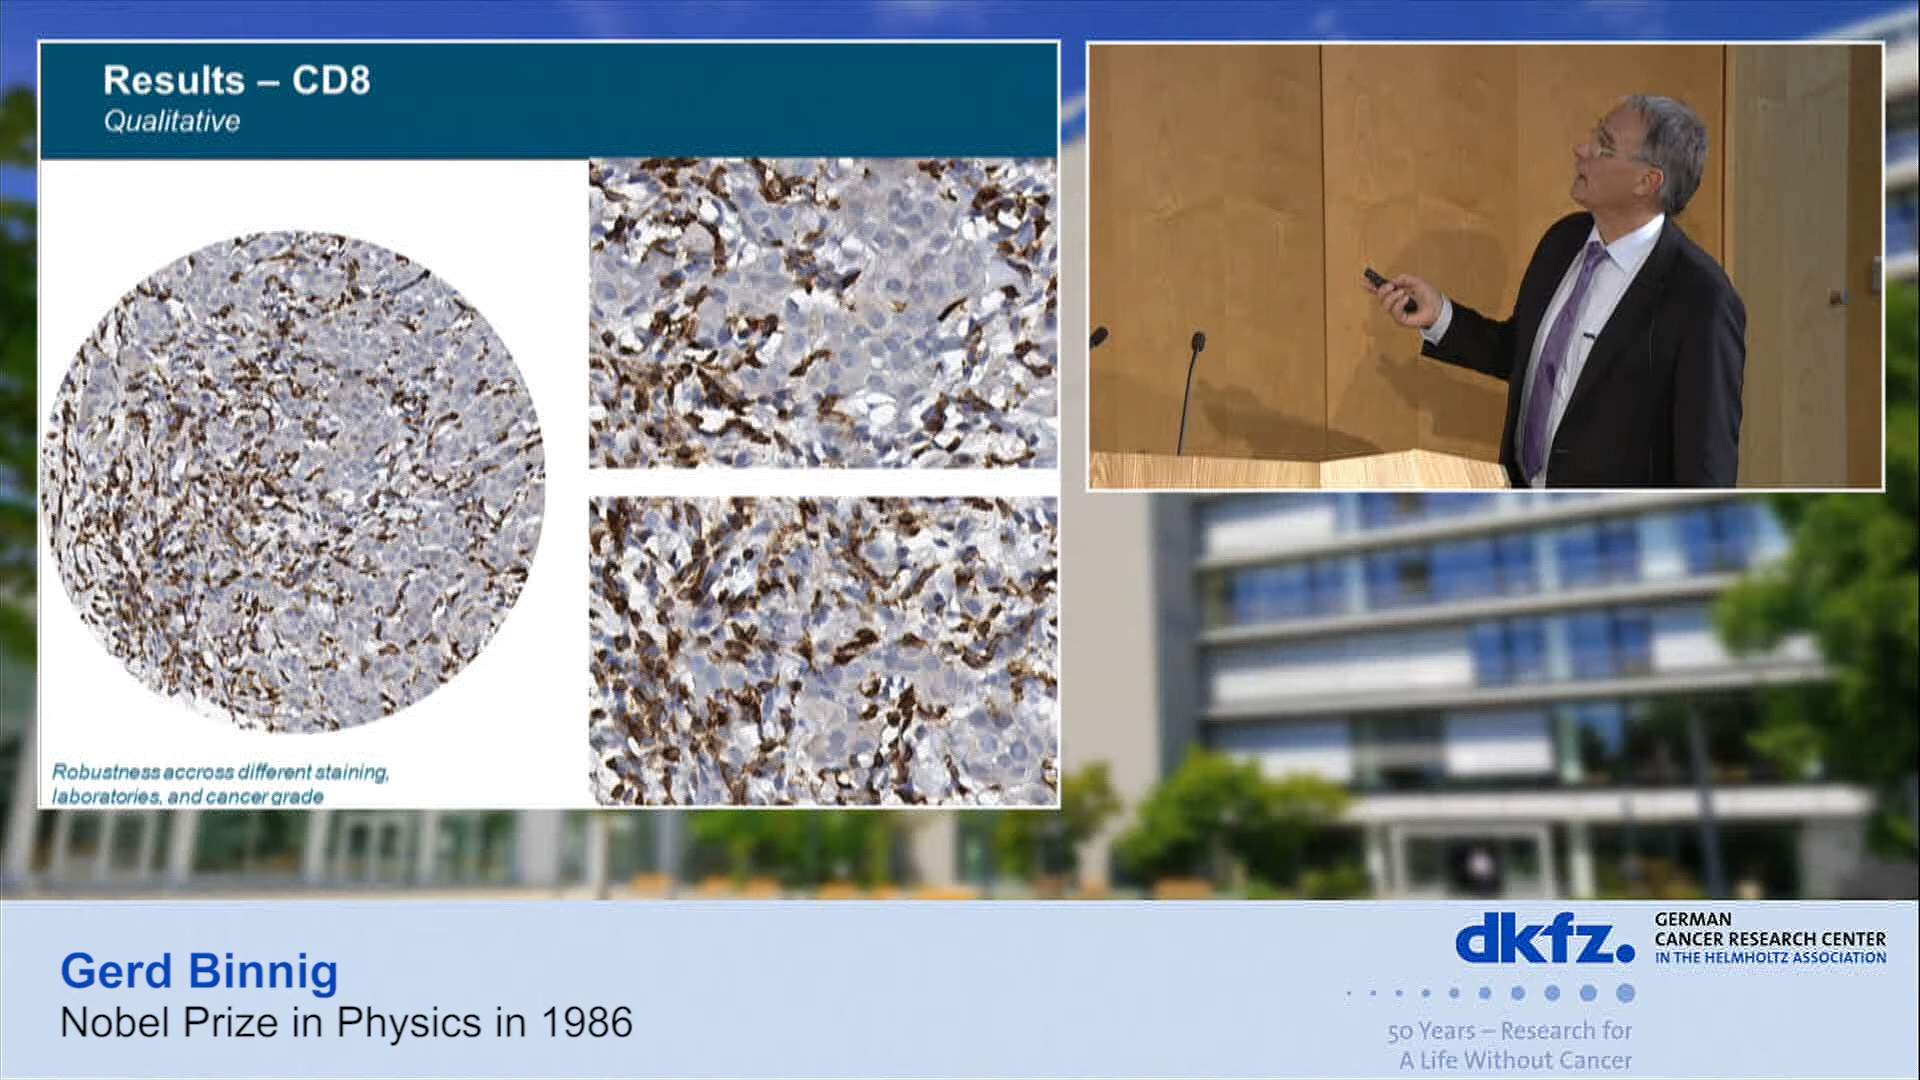 Results – CD8
Qualitative
Robustness accross different staining,
laboratories, and cancer grade
Gerd Binnig
Nobel Prize in Physics in 1986
dkfz.
GERMAN
CANCER RESEARCH CENTER
IN THE HELMHOLTZ ASSOCIATION
50 Years – Research for
A Life Without Cancer